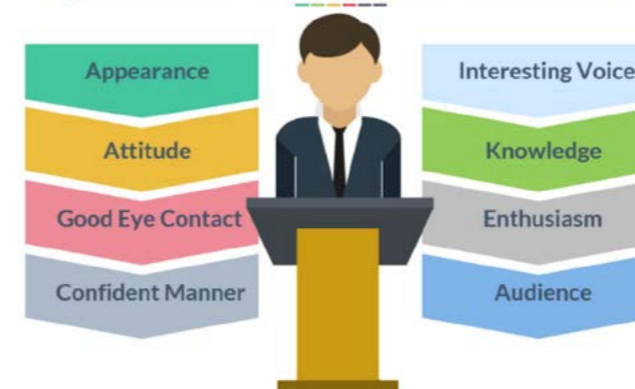 Appearance
Attitude
Good Eye Contact
Confident Manner
Interesting Voice
Knowledge
Enthusiasm
Audience